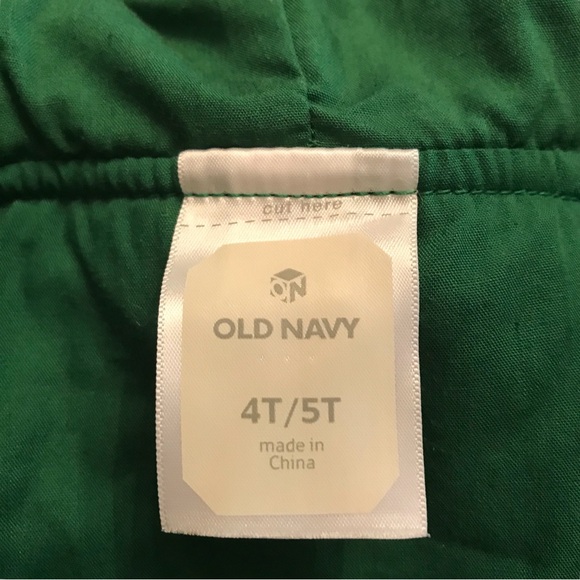 cut here
ON
OLD NAVY
4T/5T
made in
China